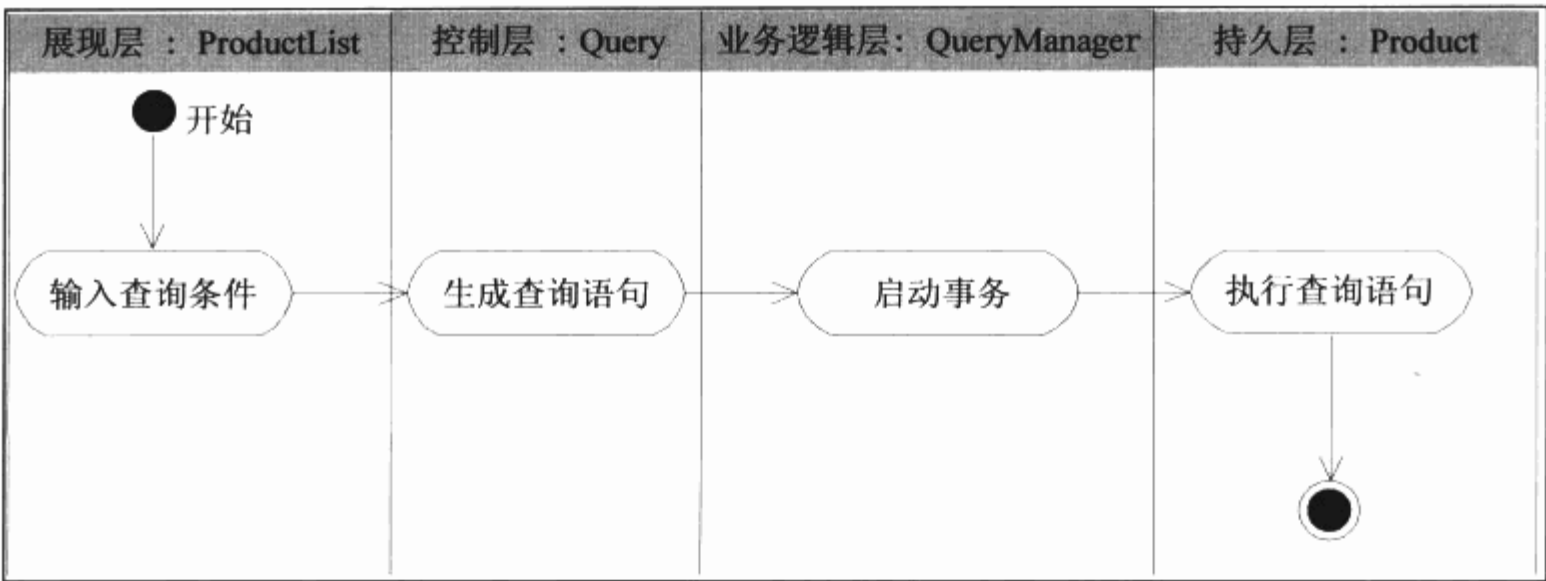 展现层 : ProductList
控制层 : Query
业务逻辑层: QueryManager
持久层 : Product
开始
输入查询条件
生成查询语句
启动事务
执行查询语句